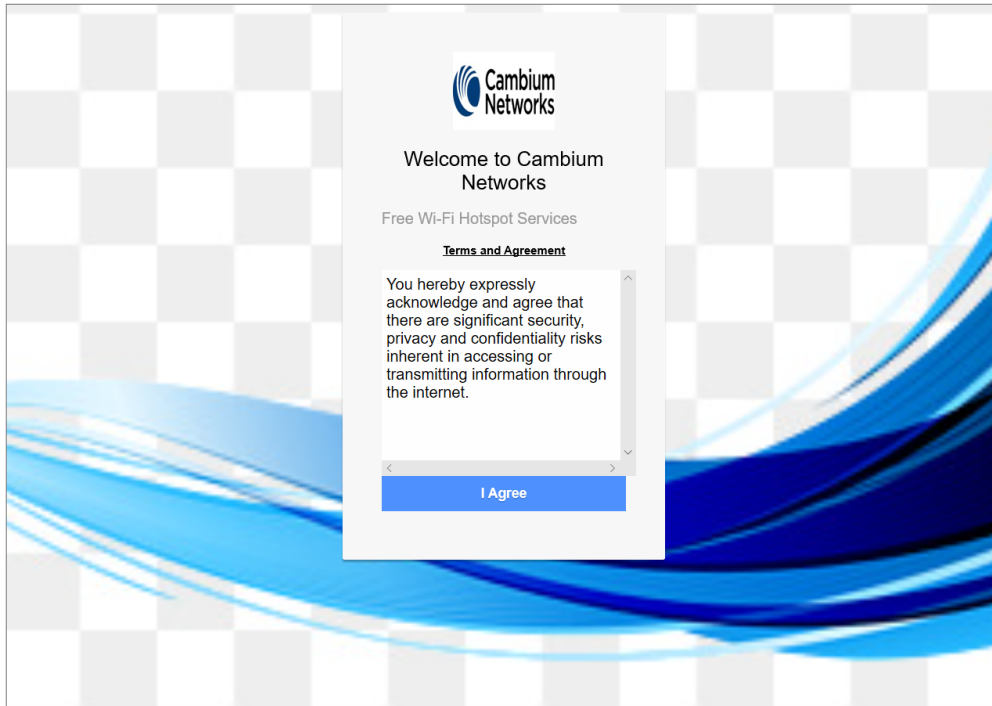 Cambium
Networks
Welcome to Cambium
Networks
Free Wi-Fi Hotspot Services
Terms and Agreement
You hereby expressly
acknowledge and agree that
there are significant security,
privacy and confidentiality risks
inherent in accessing or
transmitting information through
the internet.
I Agree